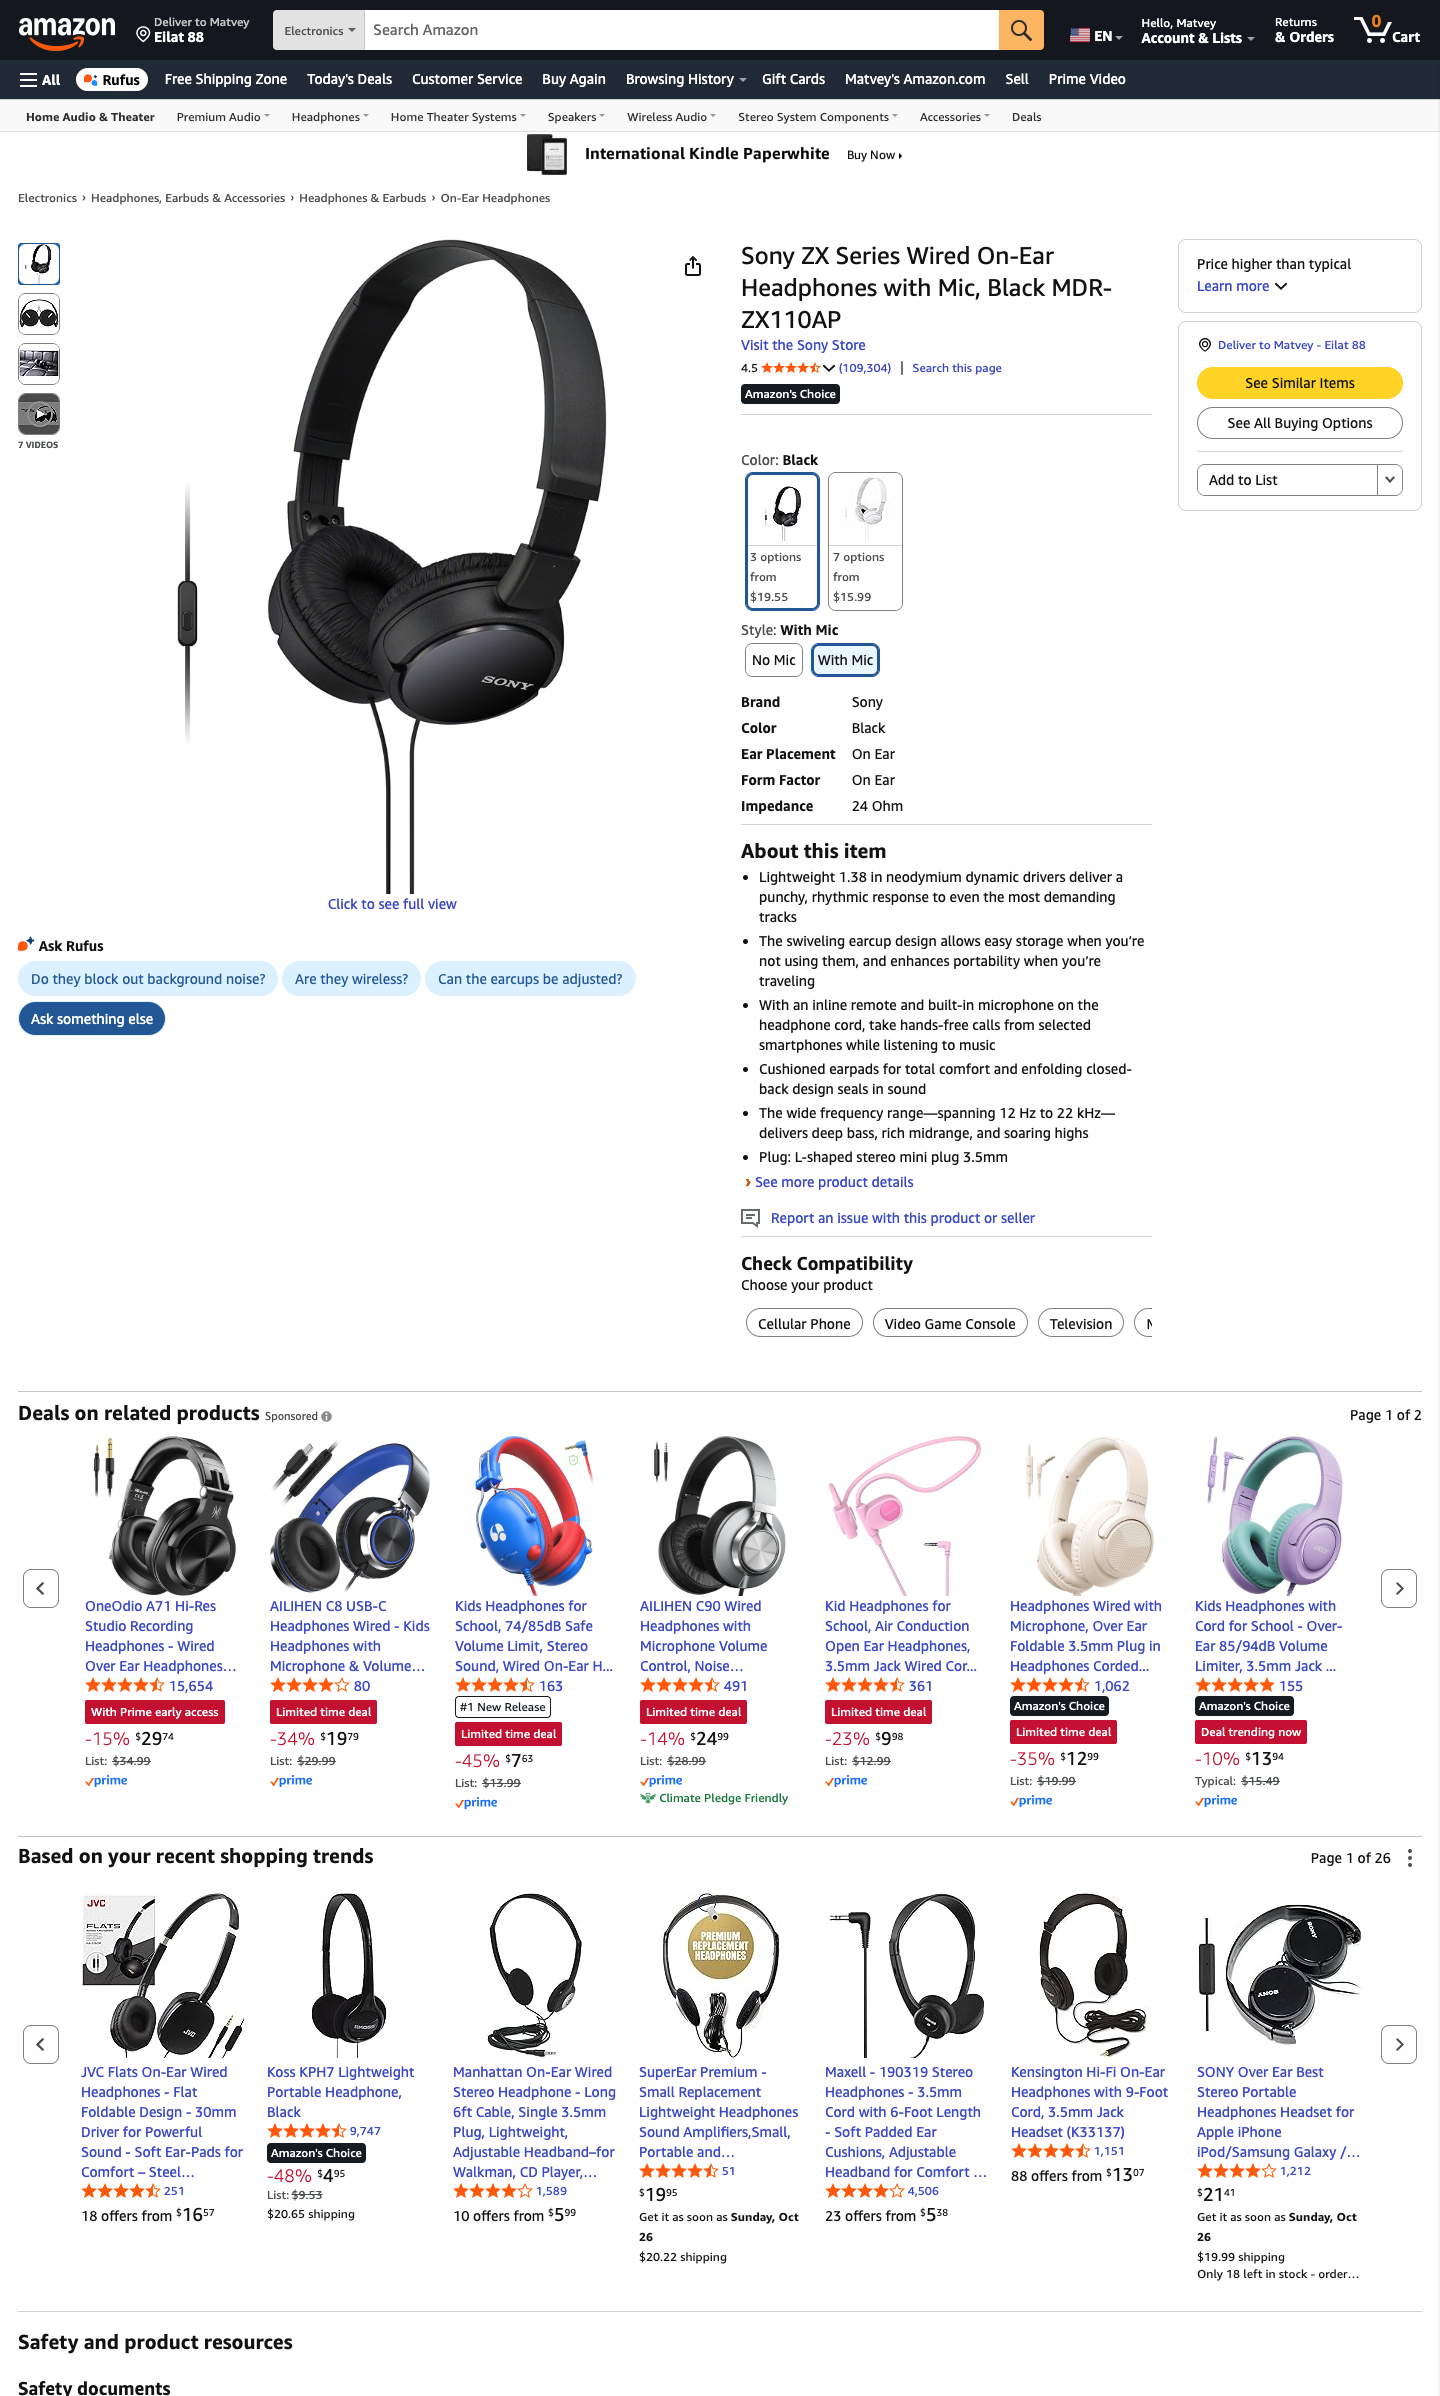 amazon
Deliver to Matvey
Eilat 88
Electronics
Search Amazon
EN
Hello, Matvey
Account & Lists
Returns
& Orders
0
Cart
All
Rufus
Free Shipping Zone
Today's Deals
Customer Service
Buy Again
Browsing History
Gift Cards
Matvey's Amazon.com
Sell
Prime Video
Home Audio & Theater
Premium Audio
Headphones
Home Theater Systems
Speakers
Wireless Audio
Stereo System Components
Accessories
Deals
International Kindle Paperwhite
Buy Now
Electronics › Headphones, Earbuds & Accessories › Headphones & Earbuds › On-Ear Headphones
7 VIDEOS
SONY
Click to see full view
Ask Rufus
Do they block out background noise?
Are they wireless?
Can the earcups be adjusted?
Ask something else
Sony ZX Series Wired On-Ear
Headphones with Mic, Black MDR-
ZX110AP
Visit the Sony Store
4.5 (109,304) | Search this page
Amazon's Choice
Color: Black
3 options
from
$19.55
7 options
from
$15.99
Style: With Mic
No Mic
With Mic
Brand Sony
Color Black
Ear Placement On Ear
Form Factor On Ear
Impedance 24 Ohm
About this item
• Lightweight 1.38 in neodymium dynamic drivers deliver a
punchy, rhythmic response to even the most demanding
tracks
• The swiveling earcup design allows easy storage when you're
not using them, and enhances portability when you're
traveling
• With an inline remote and built-in microphone on the
headphone cord, take hands-free calls from selected
smartphones while listening to music
• Cushioned earpads for total comfort and enfolding closed-
back design seals in sound
• The wide frequency range—spanning 12 Hz to 22 kHz—
delivers deep bass, rich midrange, and soaring highs
• Plug: L-shaped stereo mini plug 3.5mm
› See more product details
Report an issue with this product or seller
Check Compatibility
Choose your product
Cellular Phone
Video Game Console
Television
Price higher than typical
Learn more
Deliver to Matvey - Eilat 88
See Similar Items
See All Buying Options
Add to List
Deals on related products Sponsored
Page 1 of 2
OneOdio A71 Hi-Res
Studio Recording
Headphones - Wired
Over Ear Headphones…
15,654
With Prime early access
-15% $29 74
List: $34.99
prime
AILIHEN C8 USB-C
Headphones Wired - Kids
Headphones with
Microphone & Volume…
80
Limited time deal
-34% $19 79
List: $29.99
prime
Kids Headphones for
School, 74/85dB Safe
Volume Limit, Stereo
Sound, Wired On-Ear H…
163
#1 New Release
Limited time deal
-45% $7 63
List: $13.99
prime
AILIHEN C90 Wired
Headphones with
Microphone Volume
Control, Noise…
491
Limited time deal
-14% $24 99
List: $28.99
prime
Climate Pledge Friendly
Kid Headphones for
School, Air Conduction
Open Ear Headphones,
3.5mm Jack Wired Cor…
361
Limited time deal
-23% $9 98
List: $12.99
prime
Headphones Wired with
Microphone, Over Ear
Foldable 3.5mm Plug in
Headphones Corded…
1,062
Amazon's Choice
Limited time deal
-35% $12 99
List: $19.99
prime
Kids Headphones with
Cord for School - Over-
Ear 85/94dB Volume
Limiter, 3.5mm Jack …
155
Amazon's Choice
Deal trending now
-10% $13 94
Typical: $15.49
prime
Based on your recent shopping trends
Page 1 of 26
JVC
FLATS
JVC
JVC Flats On-Ear Wired
Headphones - Flat
Foldable Design - 30mm
Driver for Powerful
Sound - Soft Ear-Pads for
Comfort – Steel…
251
18 offers from $16 57
KOSS
Koss KPH7 Lightweight
Portable Headphone,
Black
9,747
Amazon's Choice
-48% $4 95
List: $9.53
$20.65 shipping
Manhattan On-Ear Wired
Stereo Headphone - Long
6ft Cable, Single 3.5mm
Plug, Lightweight,
Adjustable Headband–for
Walkman, CD Player,…
1,589
10 offers from $5 99
PREMIUM
REPLACEMENT
HEADPHONES
SuperEar Premium -
Small Replacement
Lightweight Headphones
Sound Amplifiers,Small,
Portable and…
51
$19 95
Get it as soon as Sunday, Oct
26
$20.22 shipping
Maxell - 190319 Stereo
Headphones - 3.5mm
Cord with 6-Foot Length
- Soft Padded Ear
Cushions, Adjustable
Headband for Comfort …
4,506
23 offers from $5 38
Kensington Hi-Fi On-Ear
Headphones with 9-Foot
Cord, 3.5mm Jack
Headset (K33137)
1,151
88 offers from $13 07
SONY
SONY
SONY Over Ear Best
Stereo Portable
Headphones Headset for
Apple iPhone
iPod/Samsung Galaxy /…
1,212
$21 41
Get it as soon as Sunday, Oct
26
$19.99 shipping
Only 18 left in stock - order…
Safety and product resources
Safety documents